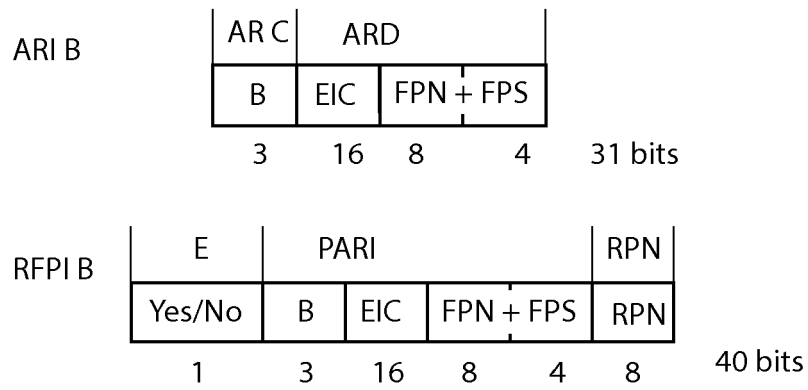 AR C ARD
ARI B
B EIC FPN + FPS
3 16 8 4 31 bits
E PARI RPN
RFPI B
Yes/No B EIC FPN + FPS RPN
1 3 16 8 4 8 40 bits